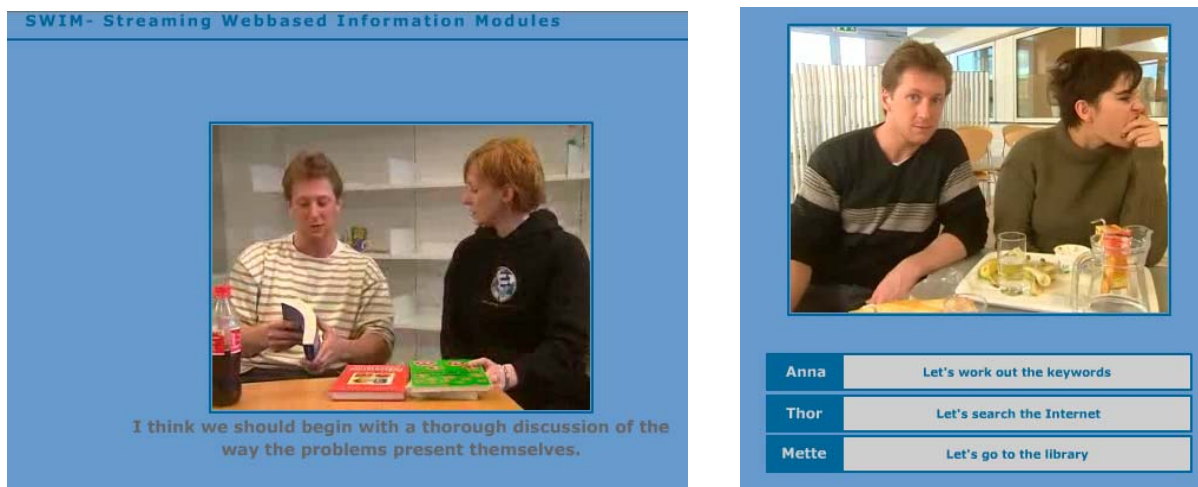 SWIM- Streaming Webbased Information Modules
I think we should begin with a thorough discussion of the
way the problems present themselves.
Anna Let's work out the keywords
Thor Let's search the Internet
Mette Let's go to the library